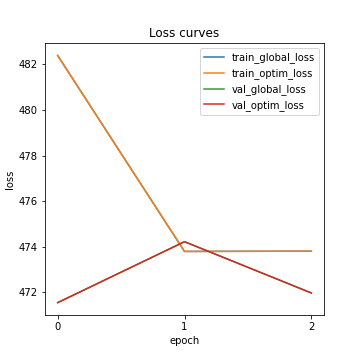 Loss curves
train_global_loss
train_optim_loss
val_global_loss
val_optim_loss
482
480
478
476
474
472
loss
0 1 2
epoch